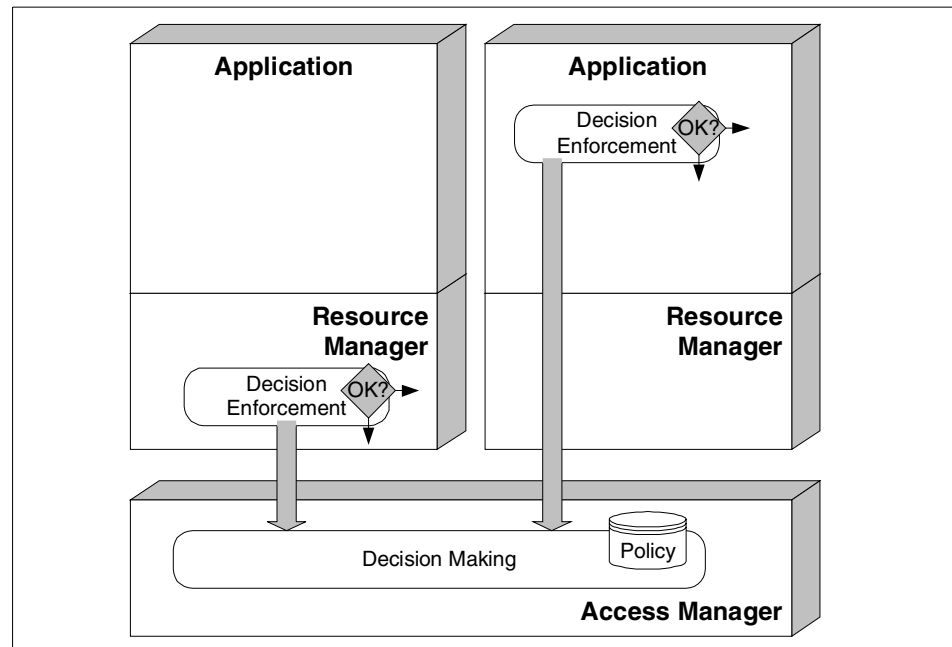 Application
Resource
Manager
Decision
Enforcement
OK?
Application
Decision
Enforcement
OK?
Resource
Manager
Decision Making
Policy
Access Manager